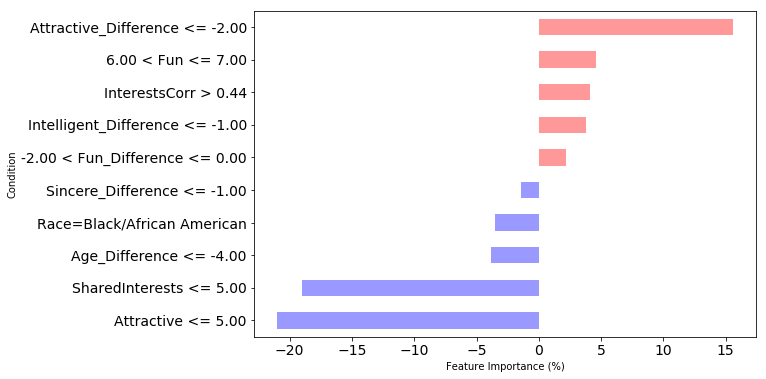 Attractive_Difference <= -2.00
6.00 < Fun <= 7.00
InterestsCorr > 0.44
Intelligent_Difference <= -1.00
-2.00 < Fun_Difference <= 0.00
Sincere_Difference <= -1.00
Race=Black/African American
Age_Difference <= -4.00
SharedInterests <= 5.00
Attractive <= 5.00
Condition
−20 −15 −10 −5 0 5 10 15
Feature Importance (%)